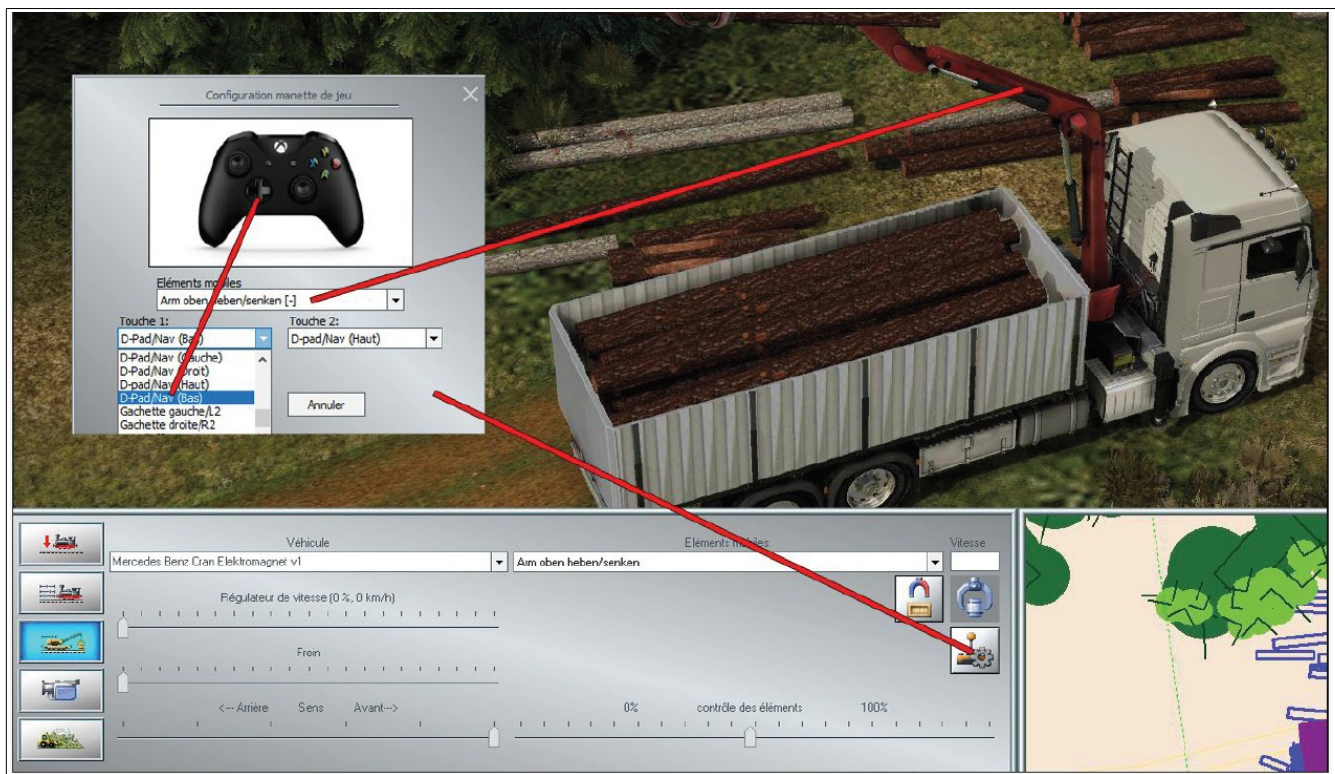 Configuration manette de jeu
Eléments mobiles
Arm oben heben/senken [-]
Touche 1:
Touche 2:
D-Pad/Nav (Bas)
D-pad/Nav (Haut)
D-Pad/Nav (Gauche)
D-Pad/Nav (Droit)
D-pad/Nav (Haut)
D-Pad/Nav (Bas)
Gachette gauche/L2
Gachette droite/R2
Annuler
Véhicule
Eléments mobiles
Vitesse
Mercedes Benz Cran Elektromagnet v1
Arm oben heben/senken
Régulateur de vitesse (0 %, 0 km/h)
Frein
<--- Arrière Sens Avant--->
0% contrôle des éléments 100%